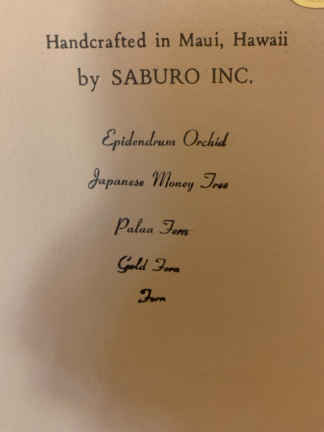 Handcrafted in Maui, Hawaii
by SABURO INC.
Epidendrum Orchid
Japanese Money Tree
Palaa Fern
Gold Fern
Fern